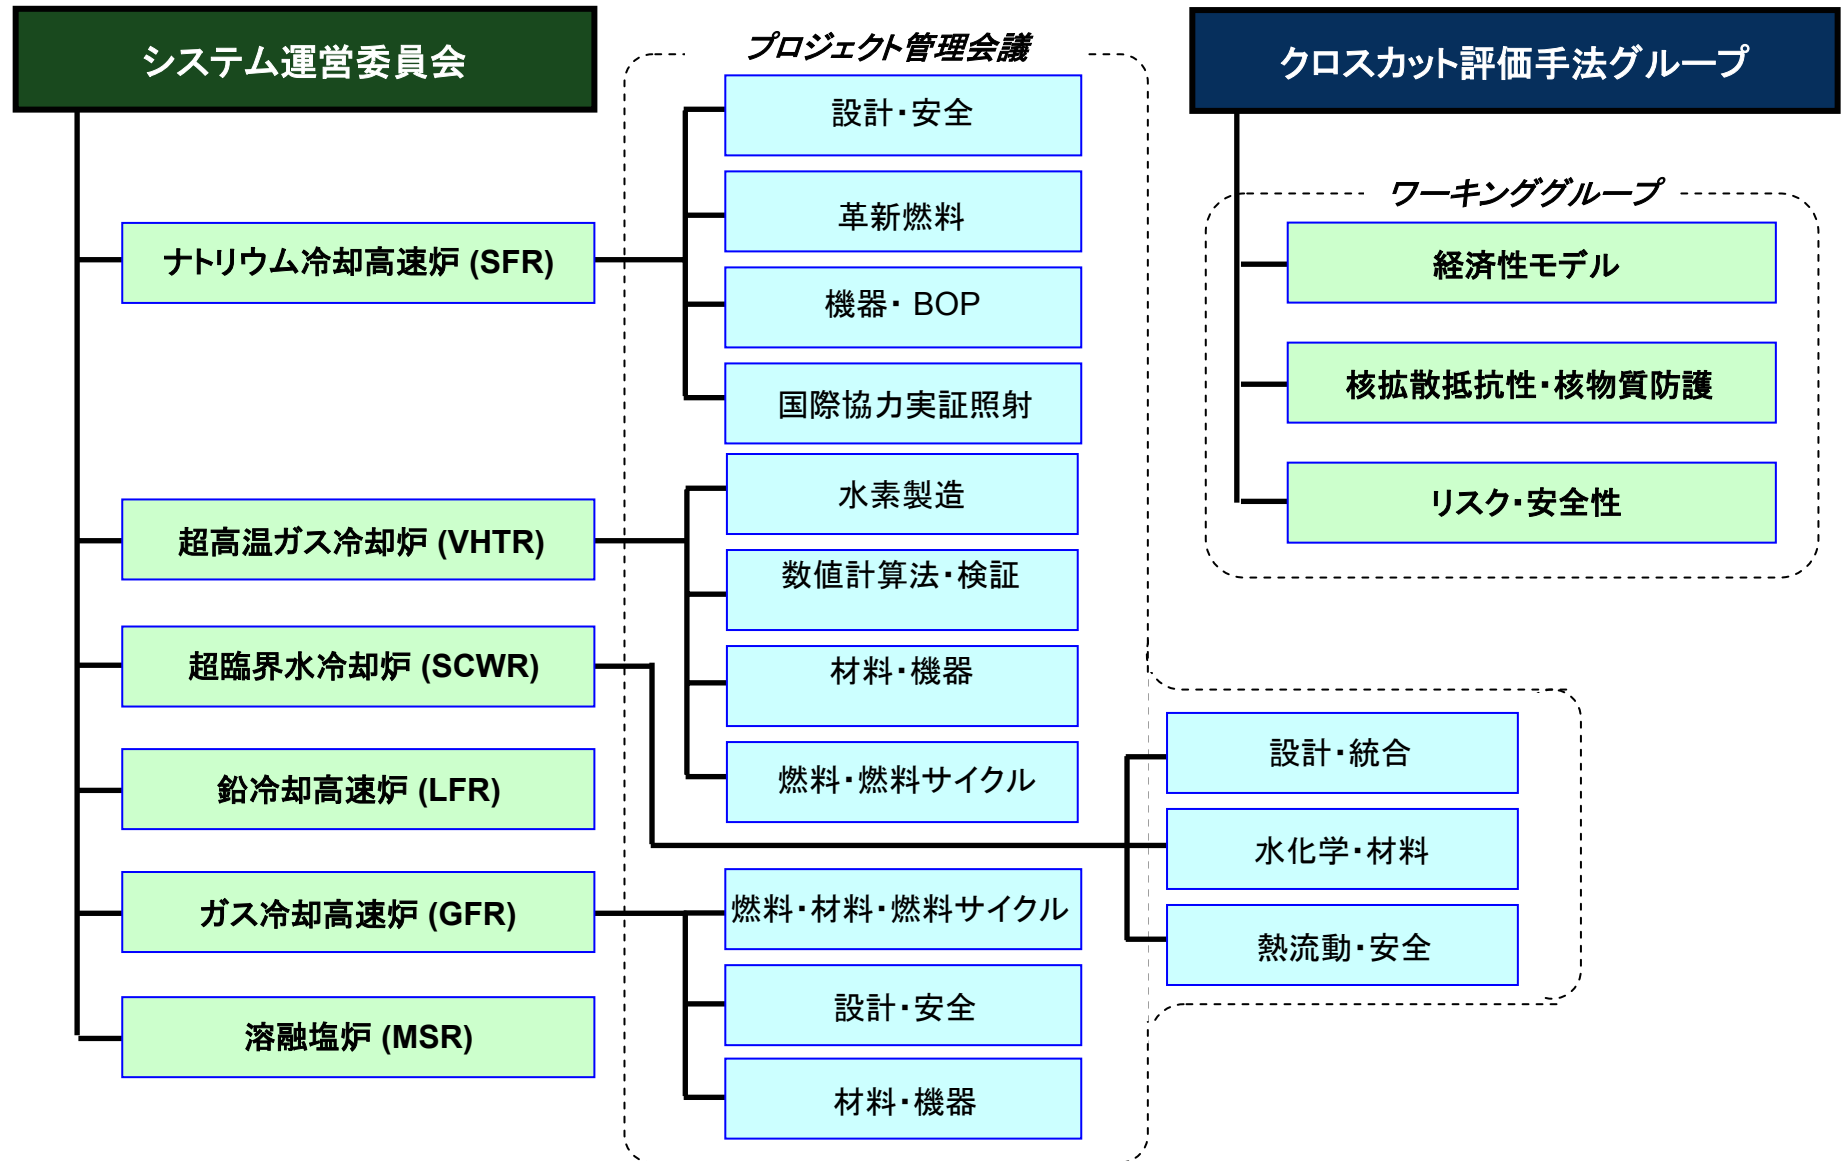 システム運営委員会
ナトリウム冷却高速炉 (SFR)
超高温ガス冷却炉 (VHTR)
超臨界水冷却炉 (SCWR)
鉛冷却高速炉 (LFR)
ガス冷却高速炉 (GFR)
溶融塩炉 (MSR)
プロジェクト管理会議
設計・安全
革新燃料
機器・ BOP
国際協力実証照射
水素製造
数値計算法・検証
材料・機器
燃料・燃料サイクル
燃料・材料・燃料サイクル
設計・安全
材料・機器
設計・統合
水化学・材料
熱流動・安全
クロスカット評価手法グループ
ワーキンググループ
経済性モデル
核拡散抵抗性・核物質防護
リスク・安全性